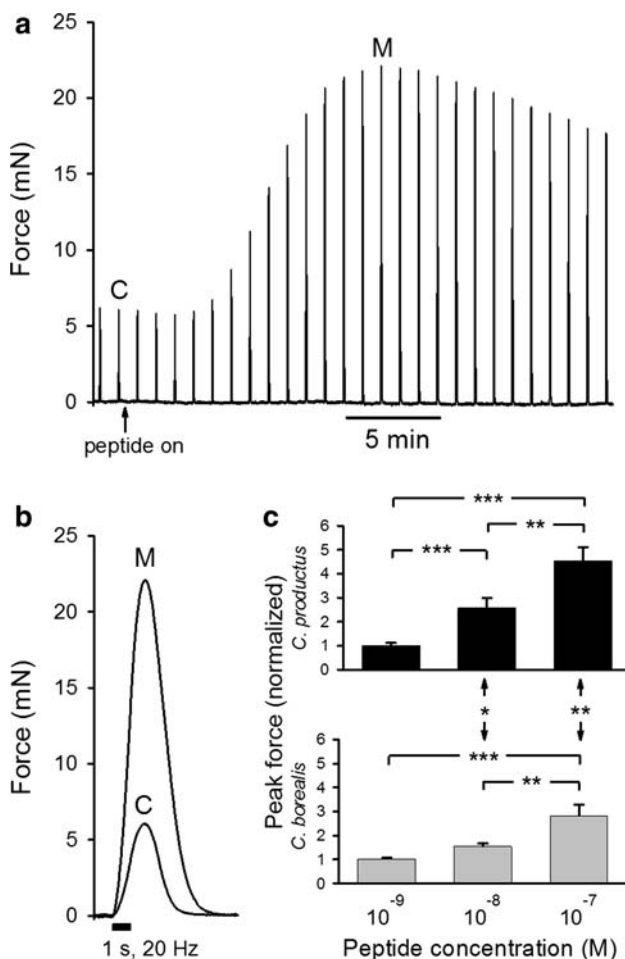 a
25
20
15
10
5
0
Force (mN)
C
M
peptide on
5 min
b
25
20
15
10
5
0
Force (mN)
M
C
1 s, 20 Hz
c
Peak force (normalized)
C. productus
6
5
4
3
2
1
0
***
*** **
* **
C. borealis
6
5
4
3
2
1
0
***
**
10-9 10-8 10-7
Peptide concentration (M)